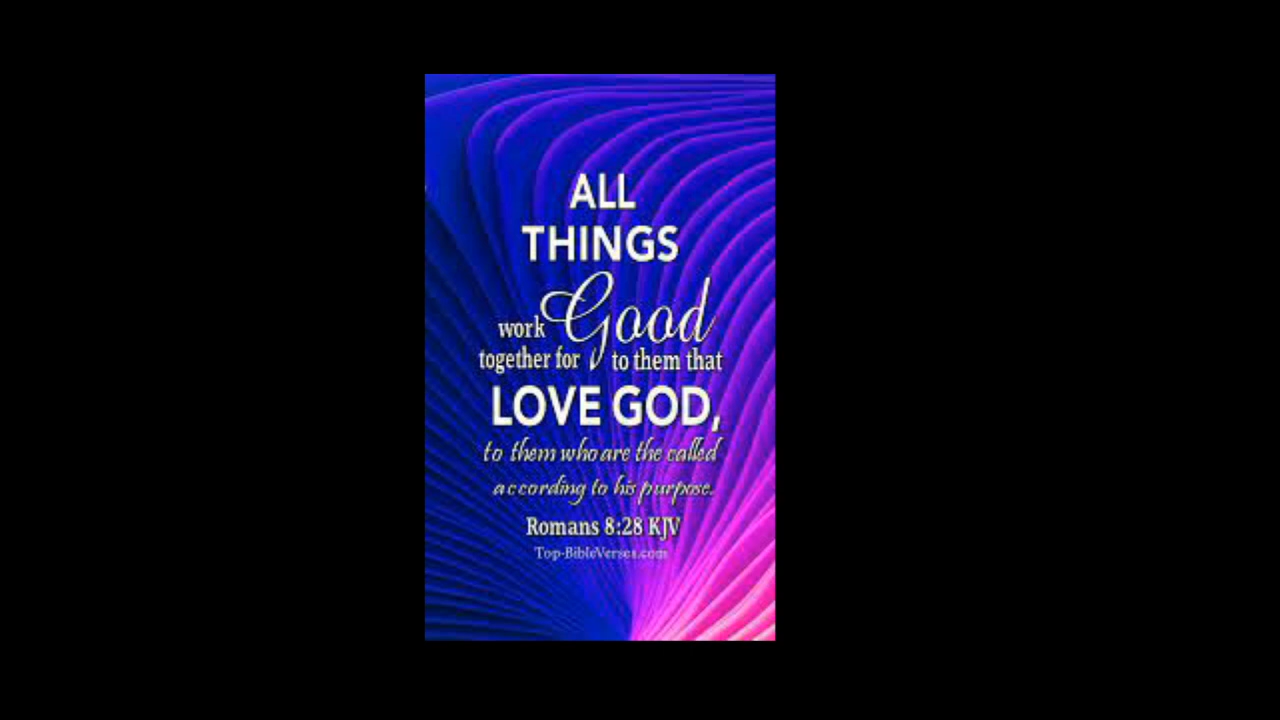 ALL
THINGS
work Good
together for to them that
LOVE GOD,
to them who are the called
according to his purpose.
Romans 8:28 KJV
Top-BibleVerses.com